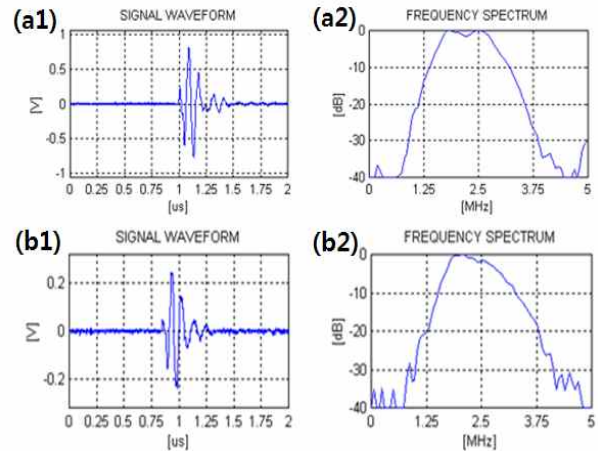 (a1)
SIGNAL WAVEFORM
1
0.5
0
-0.5
-1
[V]
0 0.25 0.5 0.75 1 1.25 1.5 1.75 2
[us]
(a2)
FREQUENCY SPECTRUM
0
-10
-20
-30
-40
[dB]
0 1.25 2.5 3.75 5
[MHz]
(b1)
SIGNAL WAVEFORM
0.2
0
-0.2
[V]
0 0.25 0.5 0.75 1 1.25 1.5 1.75 2
[us]
(b2)
FREQUENCY SPECTRUM
0
-10
-20
-30
-40
[dB]
0 1.25 2.5 3.75 5
[MHz]